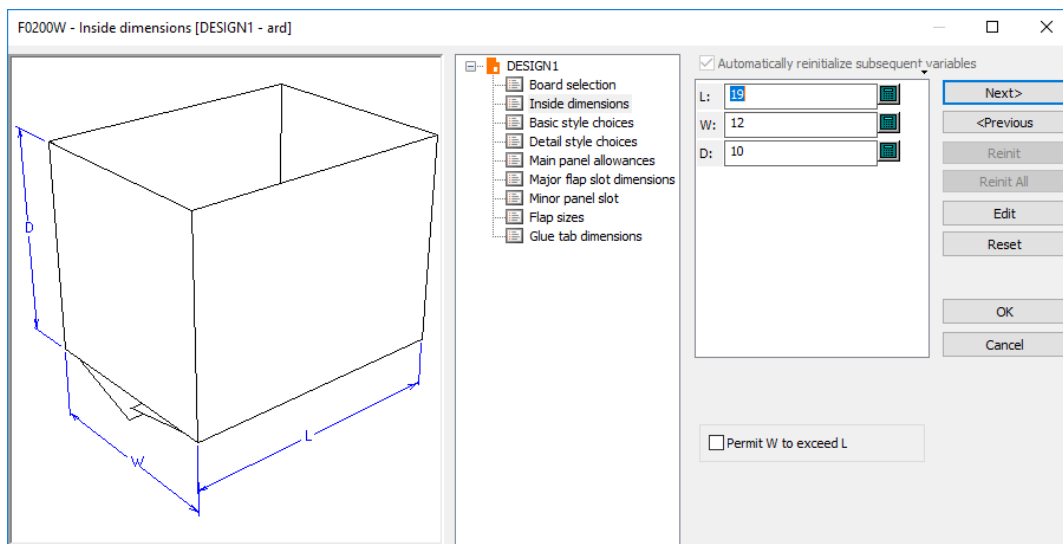 F0200W - Inside dimensions [DESIGN1 - ard]
D
W
L
DESIGN1
Board selection
Inside dimensions
Basic style choices
Detail style choices
Main panel allowances
Major flap slot dimensions
Minor panel slot
Flap sizes
Glue tab dimensions
Automatically reinitialize subsequent variables
L: 19
W: 12
D: 10
Next>
<Previous
Reinit
Reinit All
Edit
Reset
OK
Cancel
Permit W to exceed L